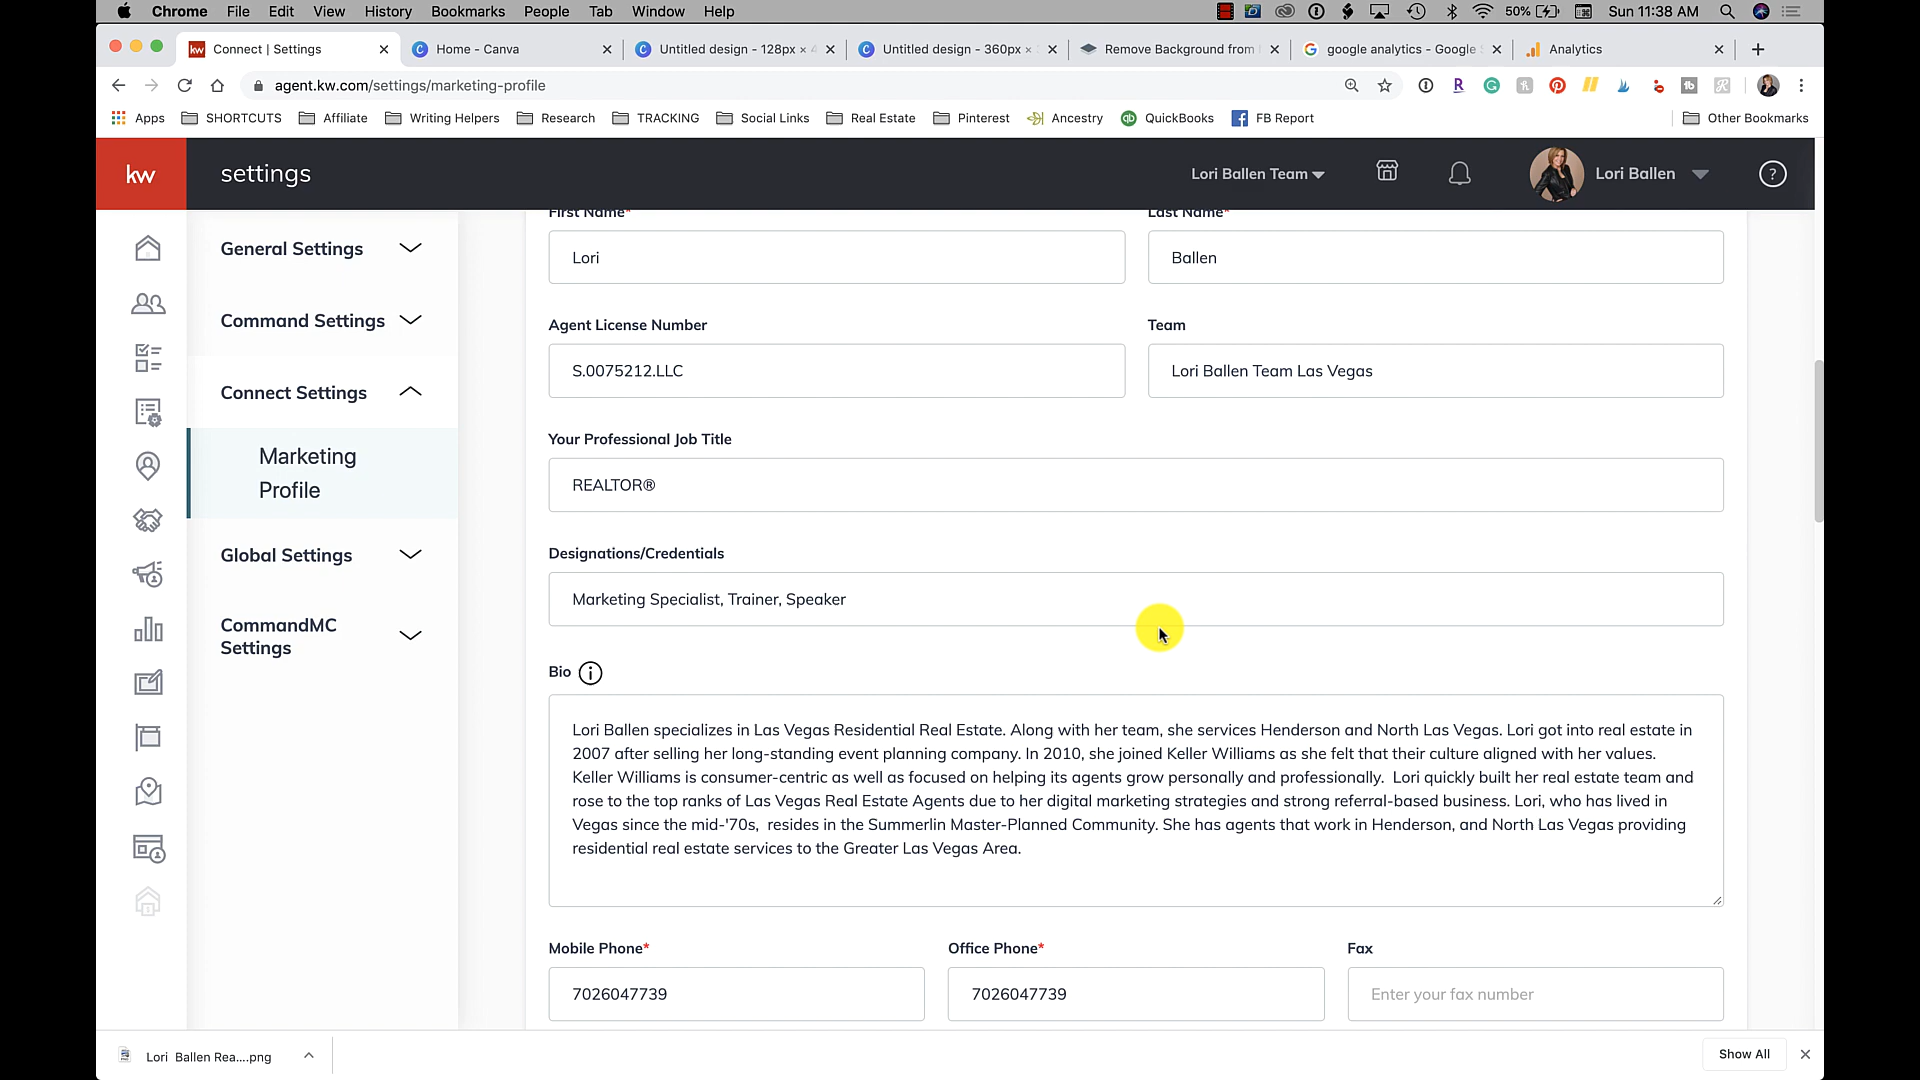 Chrome File Edit View History Bookmarks People Tab Window Help 50% Sun 11:38 AM
Connect | Settings Home - Canva Untitled design - 128px × Untitled design - 360px × Remove Background from google analytics - Google Analytics
agent.kw.com/settings/marketing-profile
Apps SHORTCUTS Affiliate Writing Helpers Research TRACKING Social Links Real Estate Pinterest Ancestry QuickBooks FB Report Other Bookmarks
kw settings Lori Ballen Team Lori Ballen ?
First Name* Last Name*
General Settings
Lori Ballen
Command Settings
Agent License Number Team
S.0075212.LLC Lori Ballen Team Las Vegas
Connect Settings
Your Professional Job Title
Marketing
Profile
REALTOR®
Global Settings
Designations/Credentials
Marketing Specialist, Trainer, Speaker
CommandMC
Settings
Bio
Lori Ballen specializes in Las Vegas Residential Real Estate. Along with her team, she services Henderson and North Las Vegas. Lori got into real estate in
2007 after selling her long-standing event planning company. In 2010, she joined Keller Williams as she felt that their culture aligned with her values.
Keller Williams is consumer-centric as well as focused on helping its agents grow personally and professionally.  Lori quickly built her real estate team and
rose to the top ranks of Las Vegas Real Estate Agents due to her digital marketing strategies and strong referral-based business. Lori, who has lived in
Vegas since the mid-'70s,  resides in the Summerlin Master-Planned Community. She has agents that work in Henderson, and North Las Vegas providing
residential real estate services to the Greater Las Vegas Area.
Mobile Phone* Office Phone* Fax
7026047739 7026047739 Enter your fax number
Lori Ballen Rea....png Show All